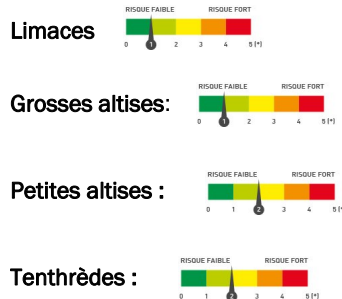 RISQUE FAIBLE RISQUE FORT
Limaces
0 1 2 3 4 5 (*)
RISQUE FAIBLE RISQUE FORT
Grosses altises:
0 1 2 3 4 5 (*)
RISQUE FAIBLE RISQUE FORT
Petites altises :
0 1 2 3 4 5 (*
RISQUE FAIBLE RISQUE FORT
Tenthrèdes :
0 1 2 3 4 5 (*)